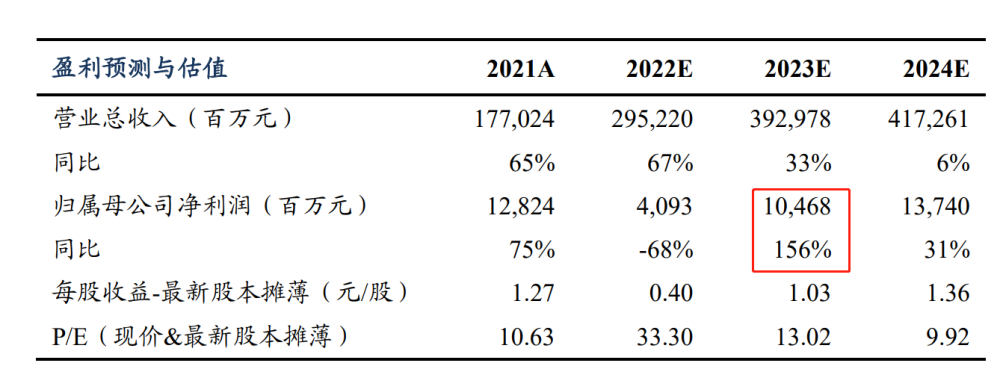 盈利预测与估值 2021A 2022E 2023E 2024E
营业总收入（百万元） 177,024 295,220 392,978 417,261
同比 65% 67% 33% 6%
归属母公司净利润（百万元） 12,824 4,093 10,468 13,740
同比 75% -68% 156% 31%
每股收益-最新股本摊薄（元/股） 1.27 0.40 1.03 1.36
P/E（现价&最新股本摊薄） 10.63 33.30 13.02 9.92